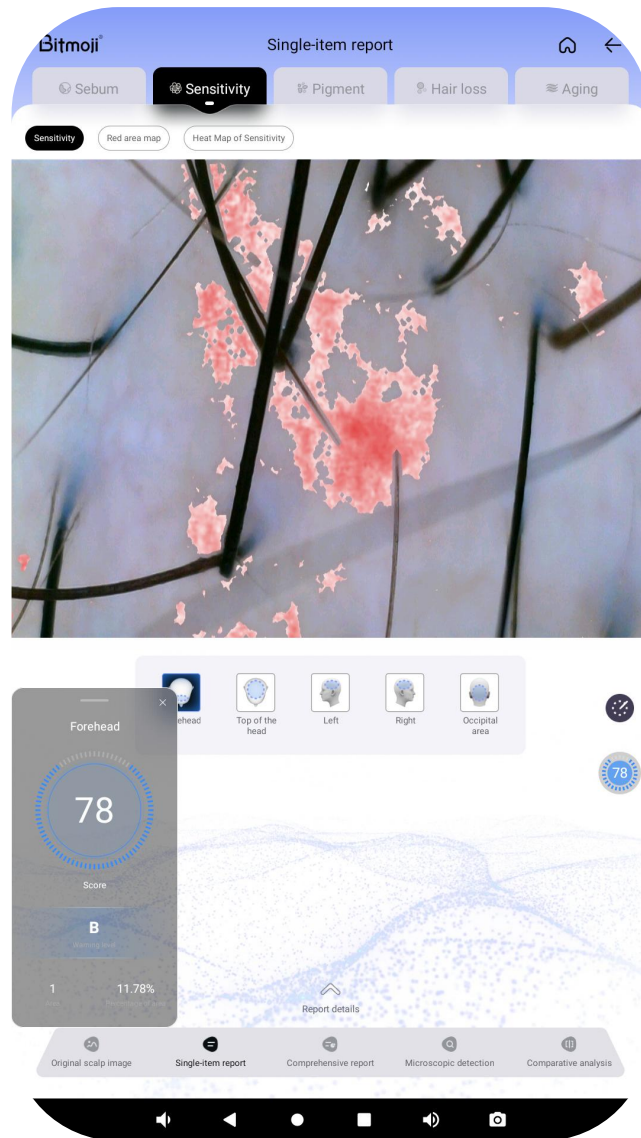 Bitmoji®
Single-item report
Sebum
Sensitivity
Pigment
Hair loss
Aging
Sensitivity
Red area map
Heat Map of Sensitivity
ehead
Top of the
head
Left
Right
Occipital
area
Forehead
78
78
Score
B
1
11.78%
Report details
Original scalp image
Single-item report
Comprehensive report
Microscopic detection
Comparative analysis